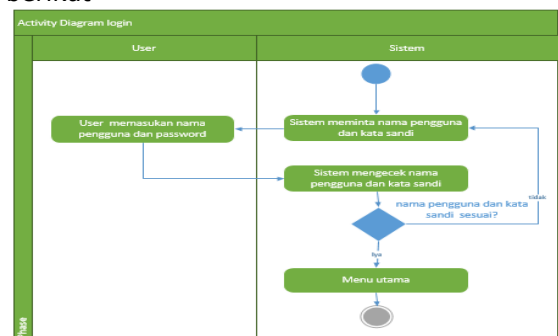 berikut
Activity Diagram login
User
Sistem
Sistem meminta nama pengguna
dan kata sandi
User memasukan nama
pengguna dan password
Sistem mengecek nama
pengguna dan kata sandi
nama pengguna dan kata
sandi sesuai?
tidak
Iya
Menu utama
Phase